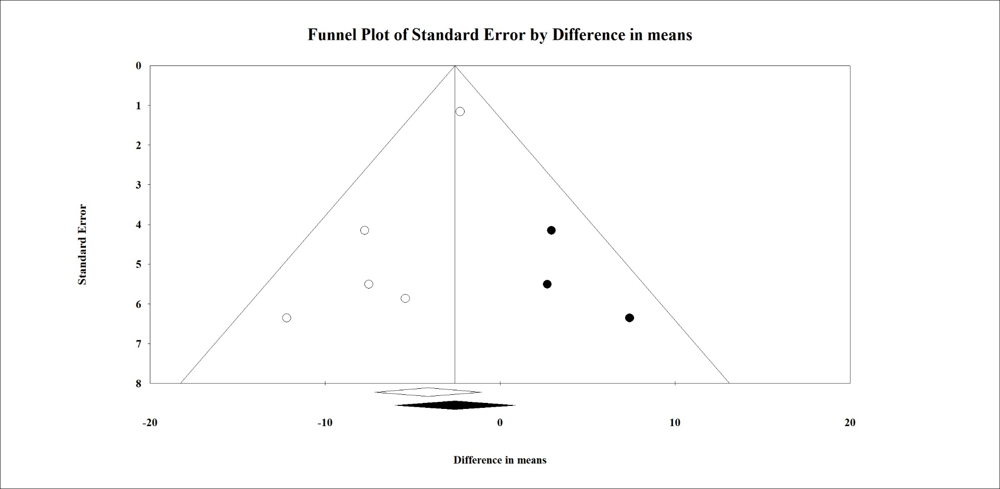 Funnel Plot of Standard Error by Difference in means
0
1
2
3
4
5
6
7
8
Standard Error
-20 -10 0 10 20
Difference in means